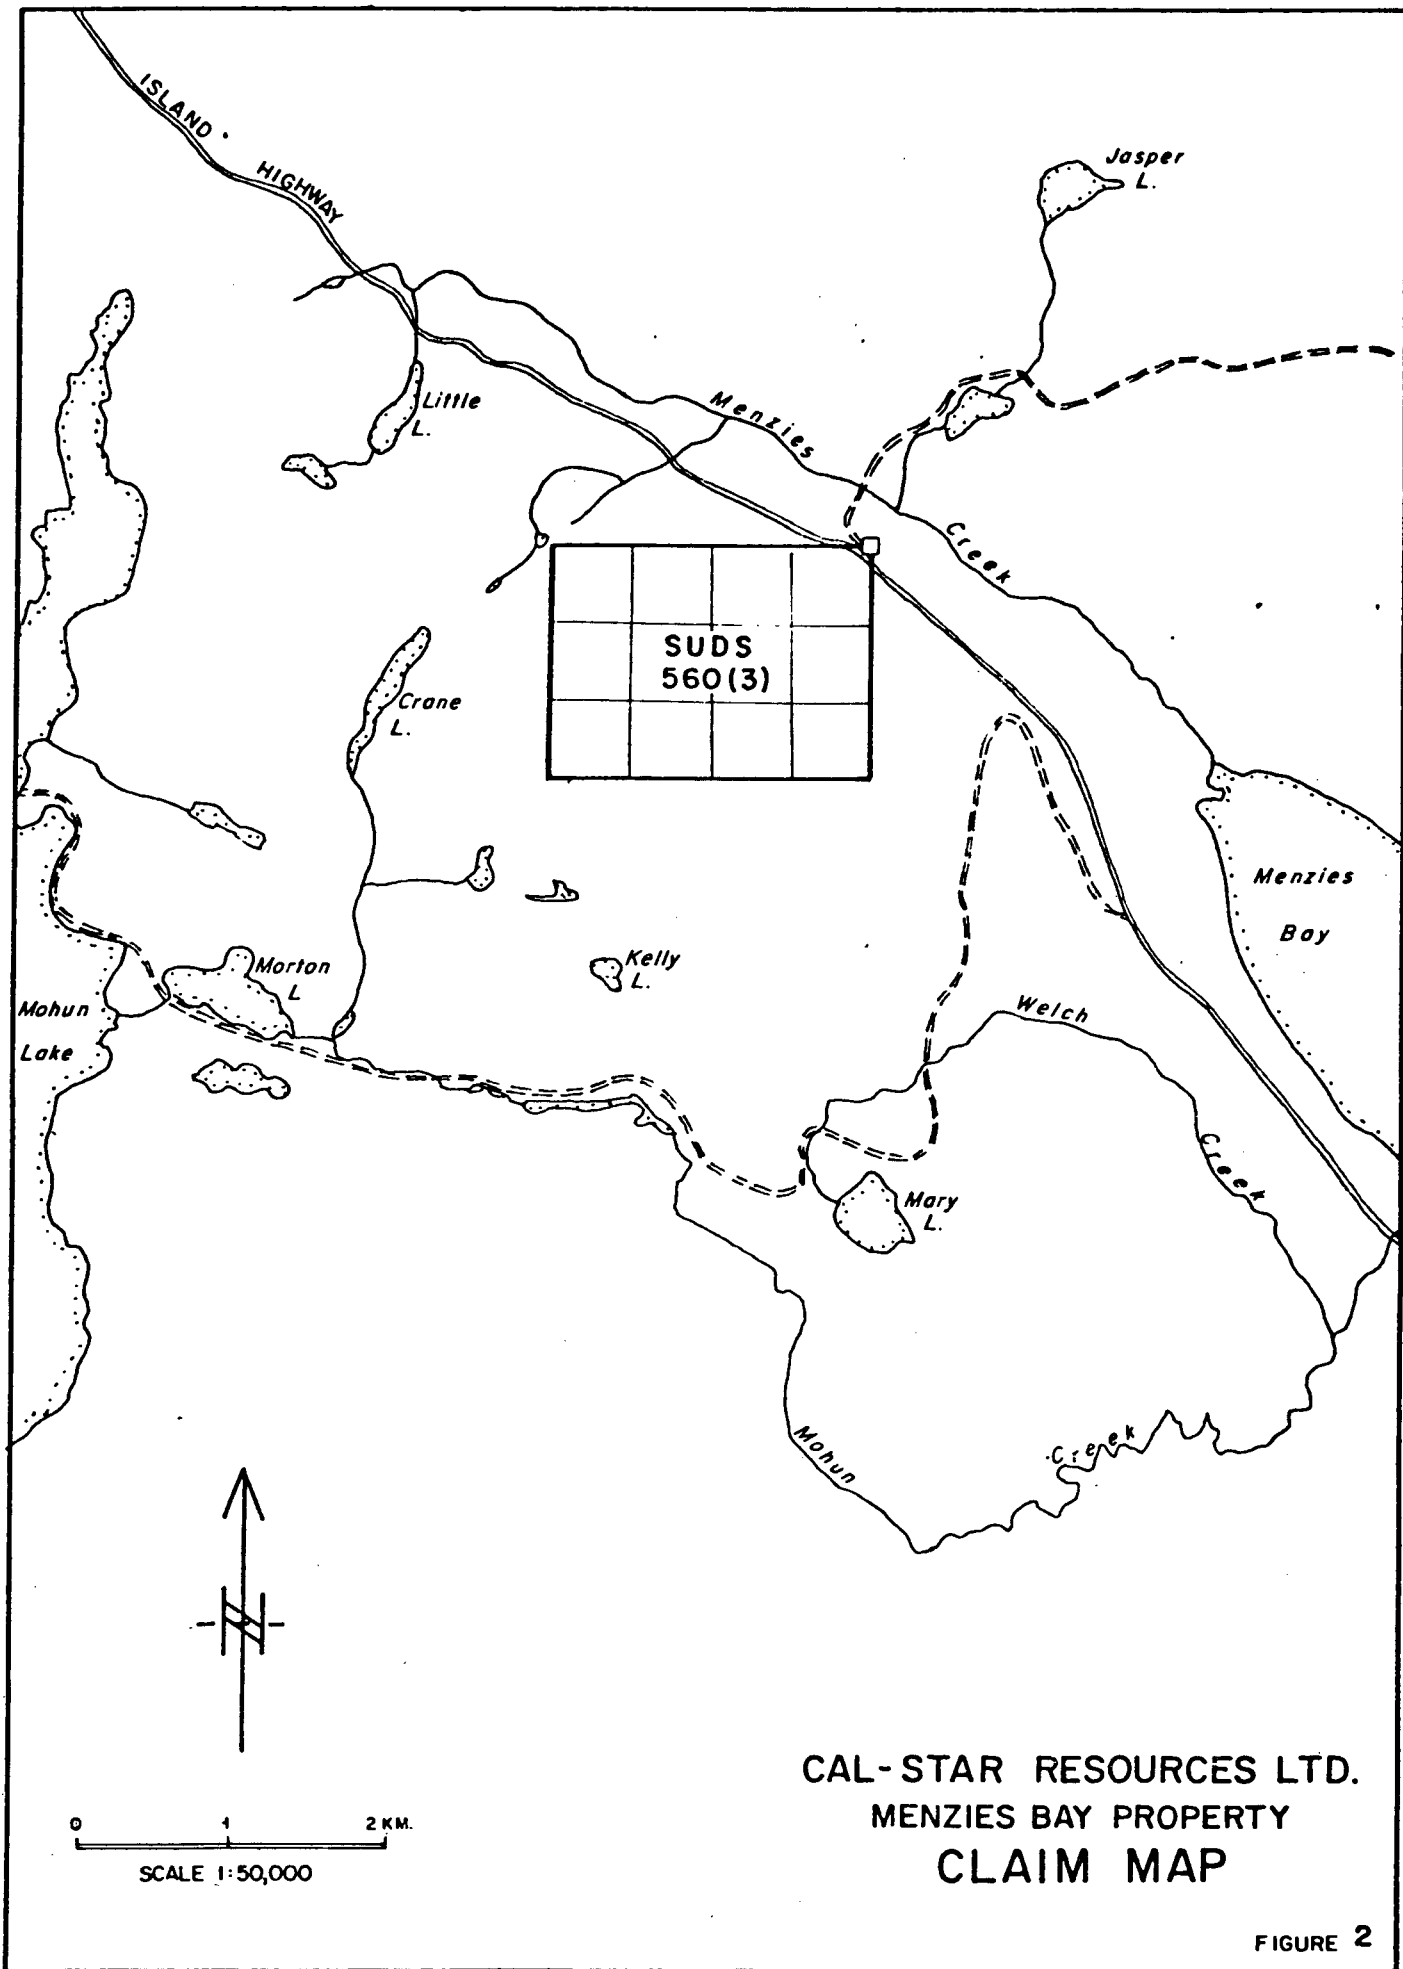 ISLAND
HIGHWAY
Jasper
L.
Little
L.
Menzies
Creek
SUDS
560(3)
Crane
L.
Menzies
Bay
Morton
L
Kelly
L.
Mohun
Lake
Welch
Creek
Mary
L.
Mohun
Creek
N
0 1 2 KM.
SCALE 1:50,000
CAL-STAR RESOURCES LTD.
MENZIES BAY PROPERTY
CLAIM MAP
FIGURE 2